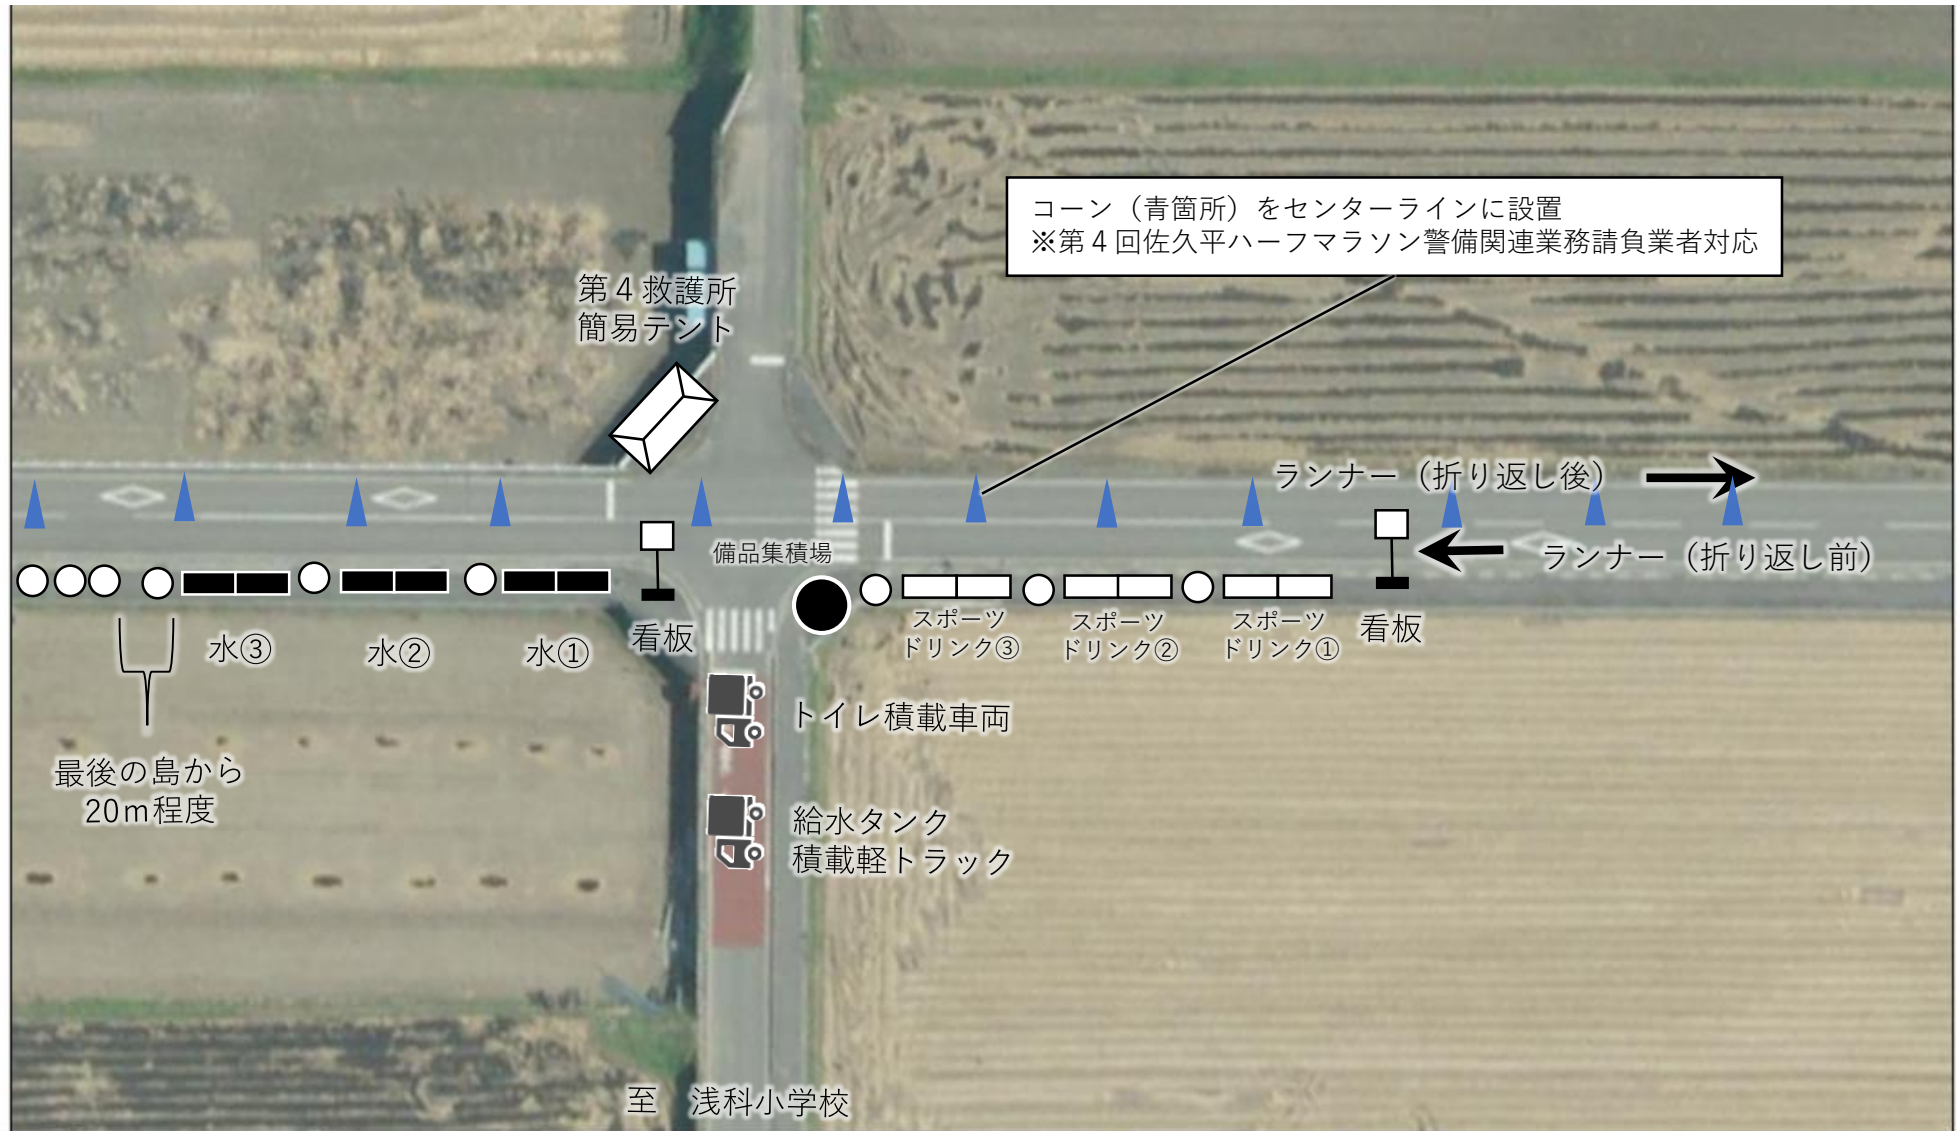 コーン（青箇所）をセンターラインに設置
※第４回佐久平ハーフマラソン警備関連業務請負業者対応
第４救護所
簡易テント
ランナー（折り返し後）
備品集積場
ランナー（折り返し前）
水③
水②
水①
看板
スポーツ
ドリンク③
スポーツ
ドリンク②
スポーツ
ドリンク①
看板
トイレ積載車両
最後の島から
20m程度
給水タンク
積載軽トラック
至　浅科小学校